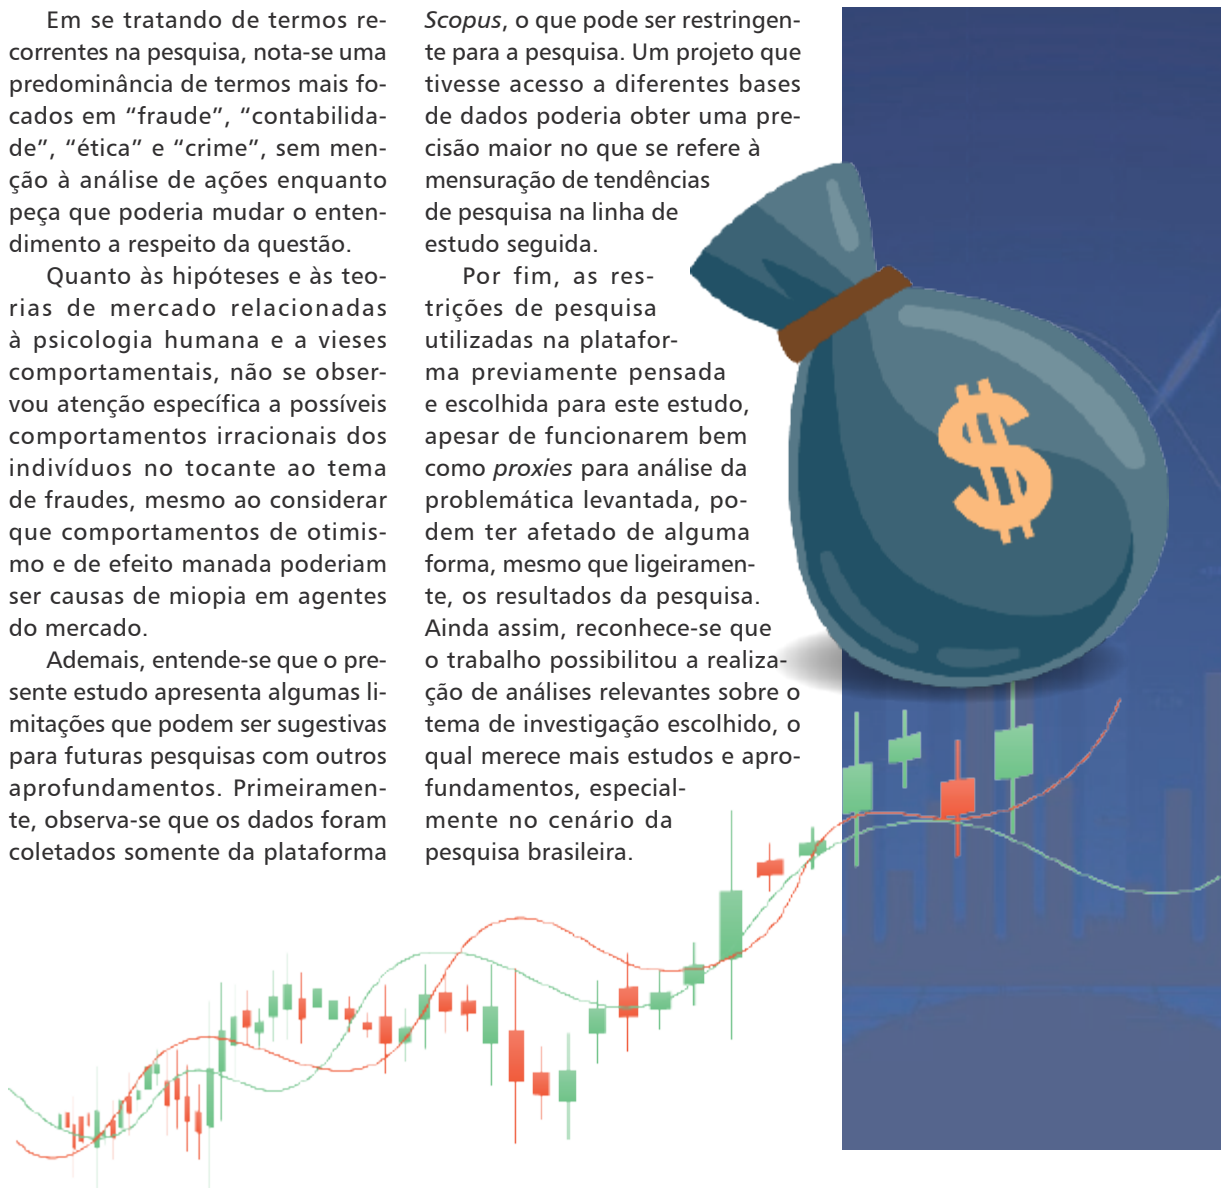 Em se tratando de termos re-
correntes na pesquisa, nota-se uma
predominância de termos mais fo-
cados em “fraude”, “contabilida-
de”, “ética” e “crime”, sem men-
ção à análise de ações enquanto
peça que poderia mudar o enten-
dimento a respeito da questão.
Quanto às hipóteses e às teo-
rias de mercado relacionadas
à psicologia humana e a vieses
comportamentais, não se obser-
vou atenção específica a possíveis
comportamentos irracionais dos
indivíduos no tocante ao tema
de fraudes, mesmo ao considerar
que comportamentos de otimis-
mo e de efeito manada poderiam
ser causas de miopia em agentes
do mercado.
Ademais, entende-se que o pre-
sente estudo apresenta algumas li-
mitações que podem ser sugestivas
para futuras pesquisas com outros
aprofundamentos. Primeiramen-
te, observa-se que os dados foram
coletados somente da plataforma
Scopus, o que pode ser restringen-
te para a pesquisa. Um projeto que
tivesse acesso a diferentes bases
de dados poderia obter uma pre-
cisão maior no que se refere à
mensuração de tendências
de pesquisa na linha de
estudo seguida.
Por fim, as res-
trições de pesquisa
utilizadas na platafor-
ma previamente pensada
e escolhida para este estudo,
apesar de funcionarem bem
como proxies para análise da
problemática levantada, po-
dem ter afetado de alguma
forma, mesmo que ligeiramen-
te, os resultados da pesquisa.
Ainda assim, reconhece-se que
o trabalho possibilitou a realiza-
ção de análises relevantes sobre o
tema de investigação escolhido, o
qual merece mais estudos e apro-
fundamentos, especial-
mente no cenário da
pesquisa brasileira.
$